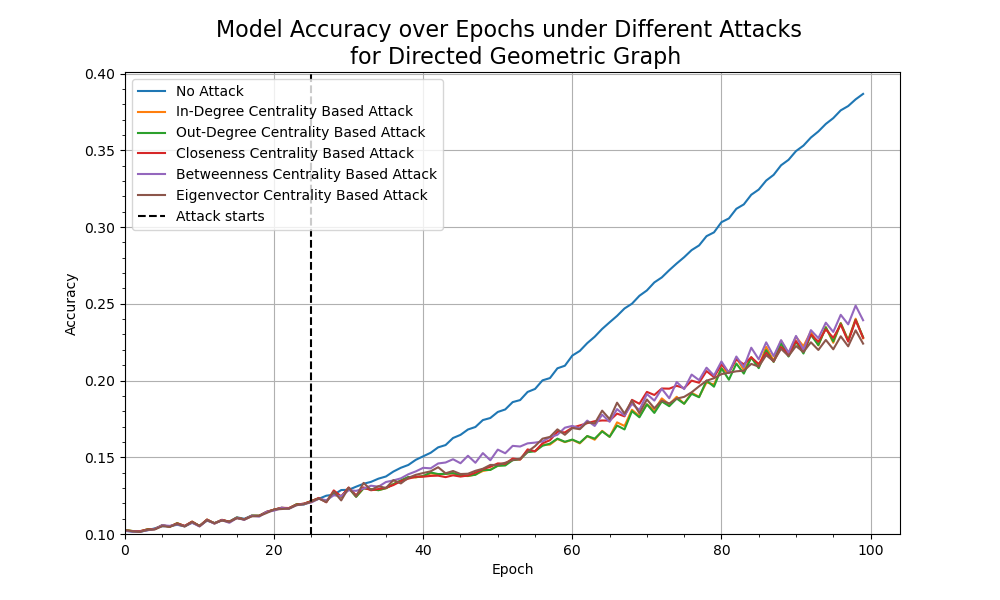 Model Accuracy over Epochs under Different Attacks
for Directed Geometric Graph
0.40
0.35
0.30
0.25
0.20
0.15
0.10
Accuracy
No Attack
In-Degree Centrality Based Attack
Out-Degree Centrality Based Attack
Closeness Centrality Based Attack
Betweenness Centrality Based Attack
Eigenvector Centrality Based Attack
Attack starts
0 20 40 60 80 100
Epoch